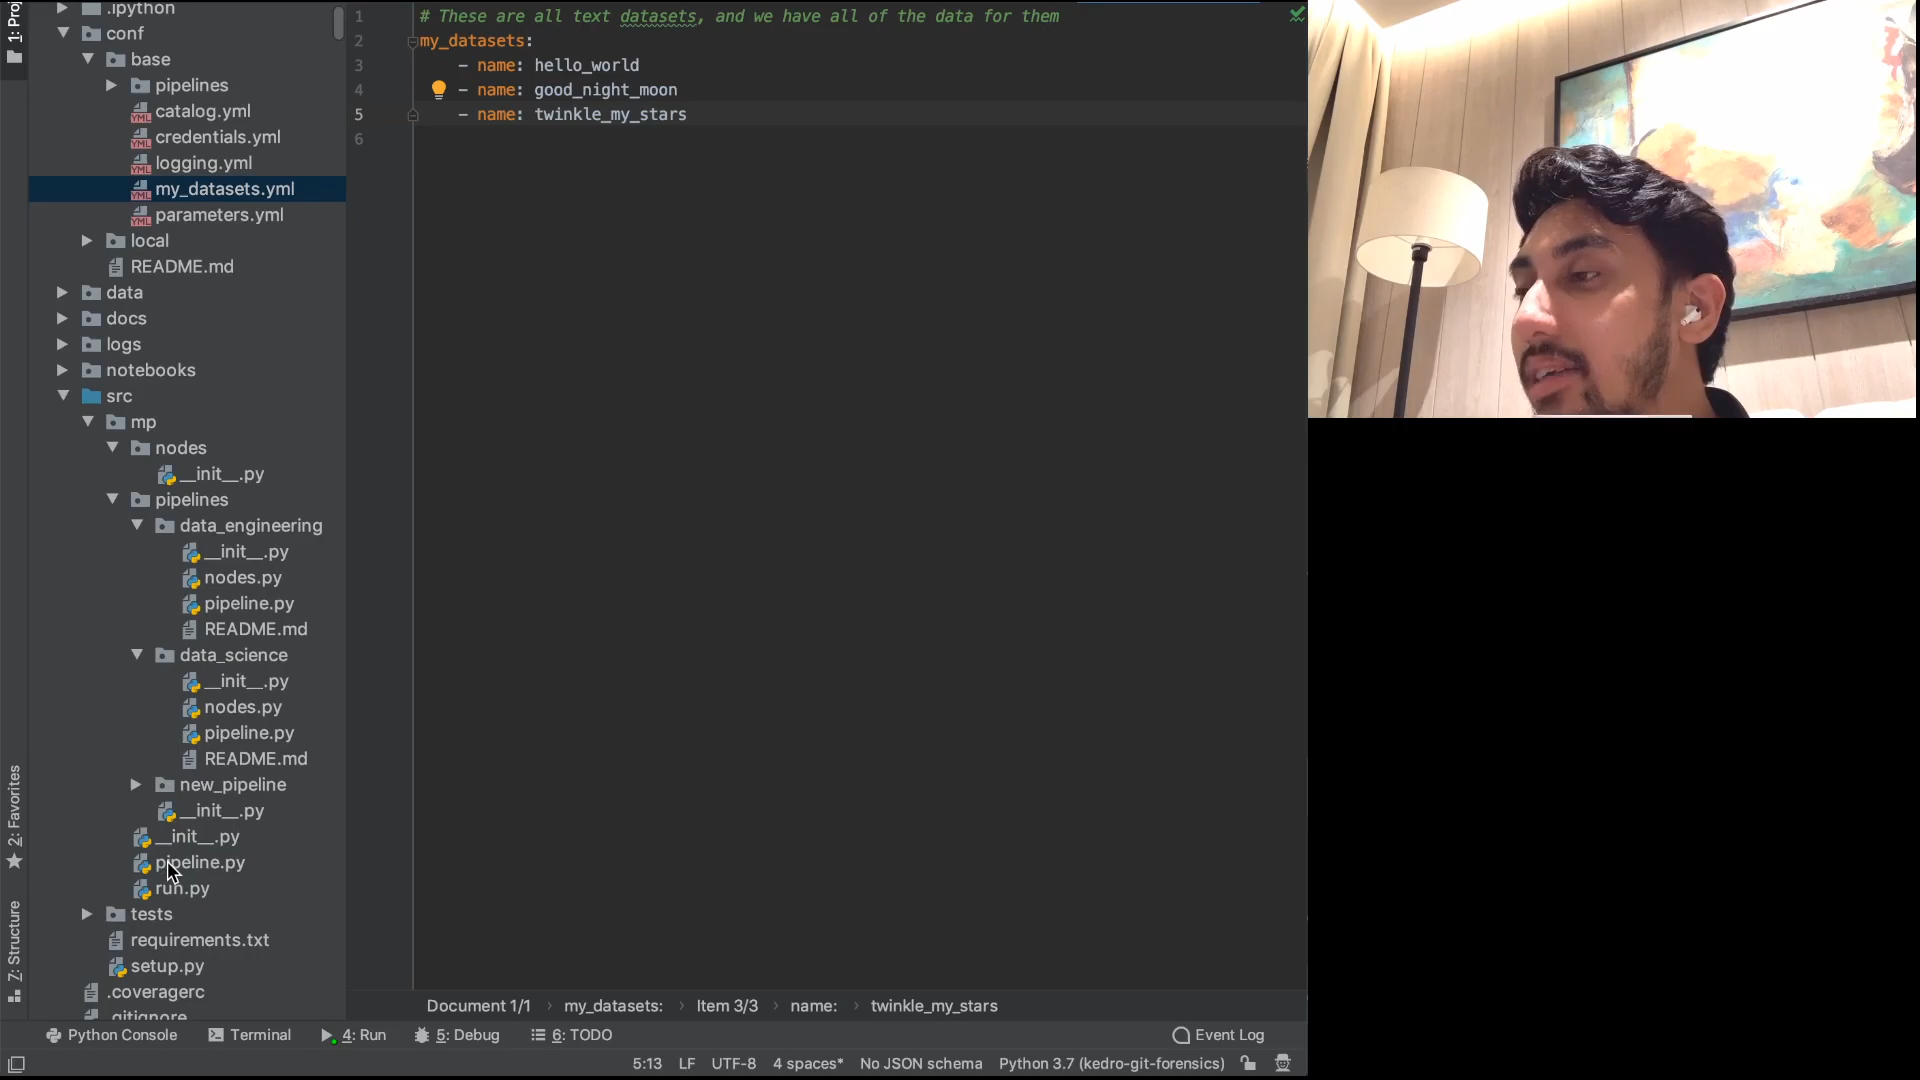 1: Proj
.ipython
conf
base
pipelines
catalog.yml
credentials.yml
logging.yml
my_datasets.yml
parameters.yml
local
README.md
data
docs
logs
notebooks
src
mp
nodes
__init__.py
pipelines
data_engineering
__init__.py
nodes.py
pipeline.py
README.md
data_science
__init__.py
nodes.py
pipeline.py
README.md
new_pipeline
__init__.py
__init__.py
pipeline.py
run.py
tests
requirements.txt
setup.py
.coveragerc
.gitignore
2: Favorites
Z: Structure
1 # These are all text datasets, and we have all of the data for them
2 my_datasets:
3 - name: hello_world
4 - name: good_night_moon
5 - name: twinkle_my_stars
6
Document 1/1 › my_datasets: › Item 3/3 › name: › twinkle_my_stars
Python Console Terminal 4: Run 5: Debug 6: TODO Event Log
5:13 LF UTF-8 4 spaces* No JSON schema Python 3.7 (kedro-git-forensics)